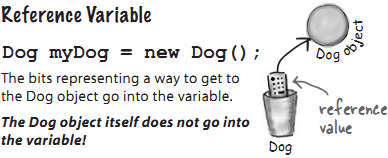 Reference Variable
Dog myDog = new Dog();
The bits representing a way to get to
the Dog object go into the variable.
The Dog object itself does not go into
the variable!
Dog object
reference
value
Dog